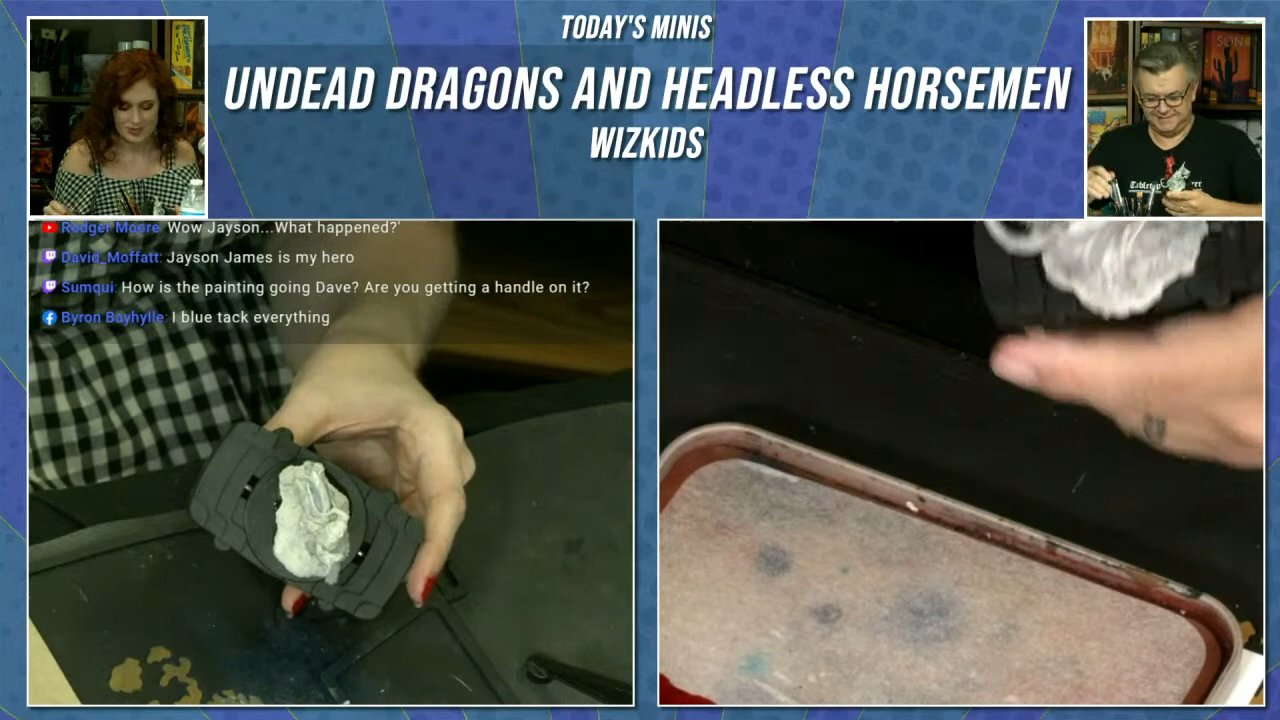 TODAY'S MINIS
UNDEAD DRAGONS AND HEADLESS HORSEMEN
WIZKIDS
SON
Rodger Moore: Wow Jayson...What happened?'
David_Moffatt: Jayson James is my hero
Sumqui: How is the painting going Dave? Are you getting a handle on it?
Byron Bayhylle: I blue tack everything